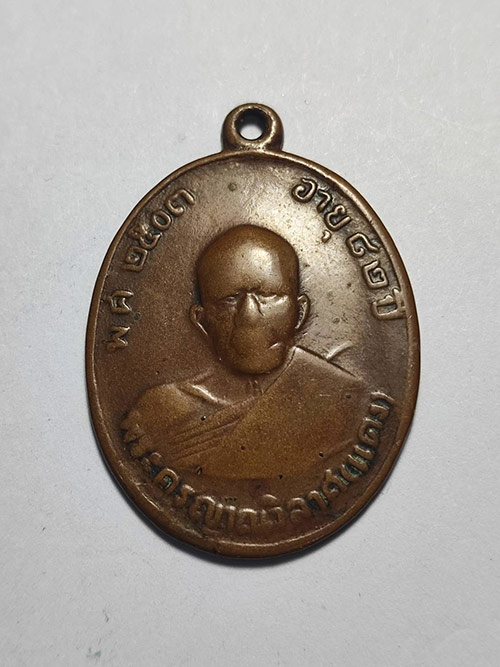 พ ศ ๒๕๐๓
อายุ ๘๒ ปี
พระครูญาณวิลาศ(แดง)